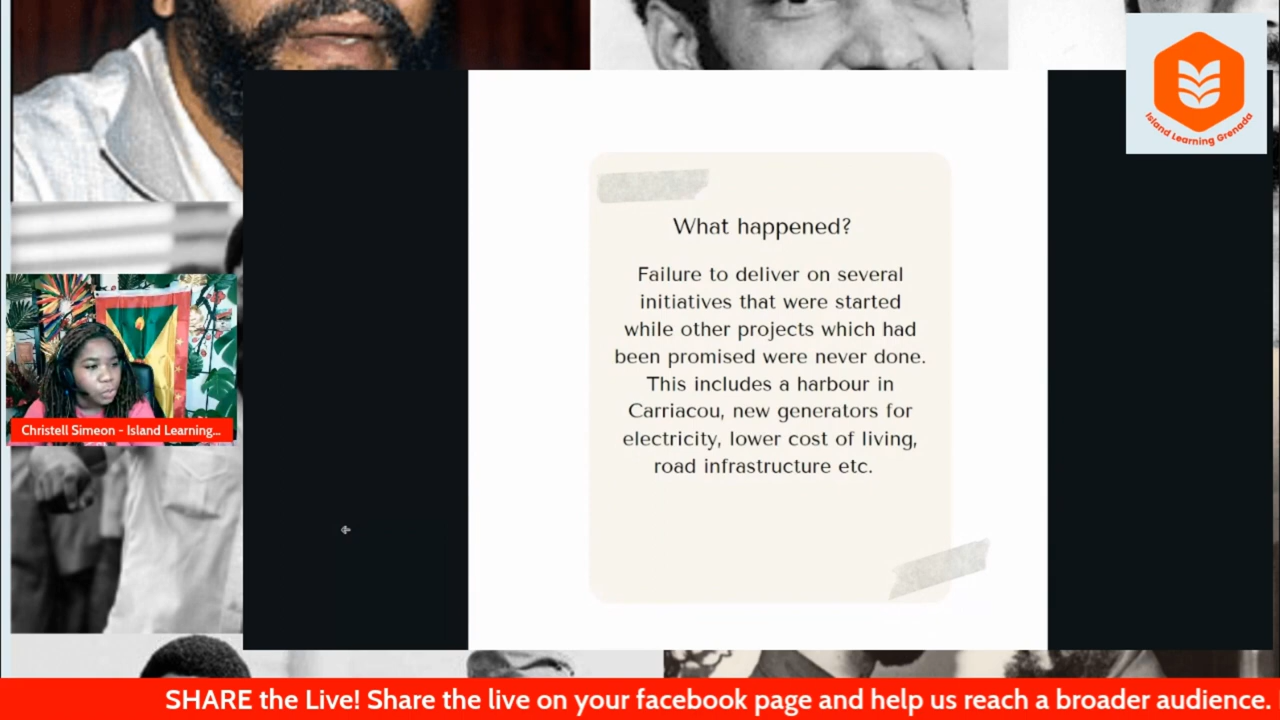 Island Learning Grenada
What happened?
Failure to deliver on several
initiatives that were started
while other projects which had
been promised were never done.
This includes a harbour in
Carriacou, new generators for
electricity, lower cost of living,
road infrastructure etc.
Christell Simeon - Island Learning...
SHARE the Live! Share the live on your facebook page and help us reach a broader audience.